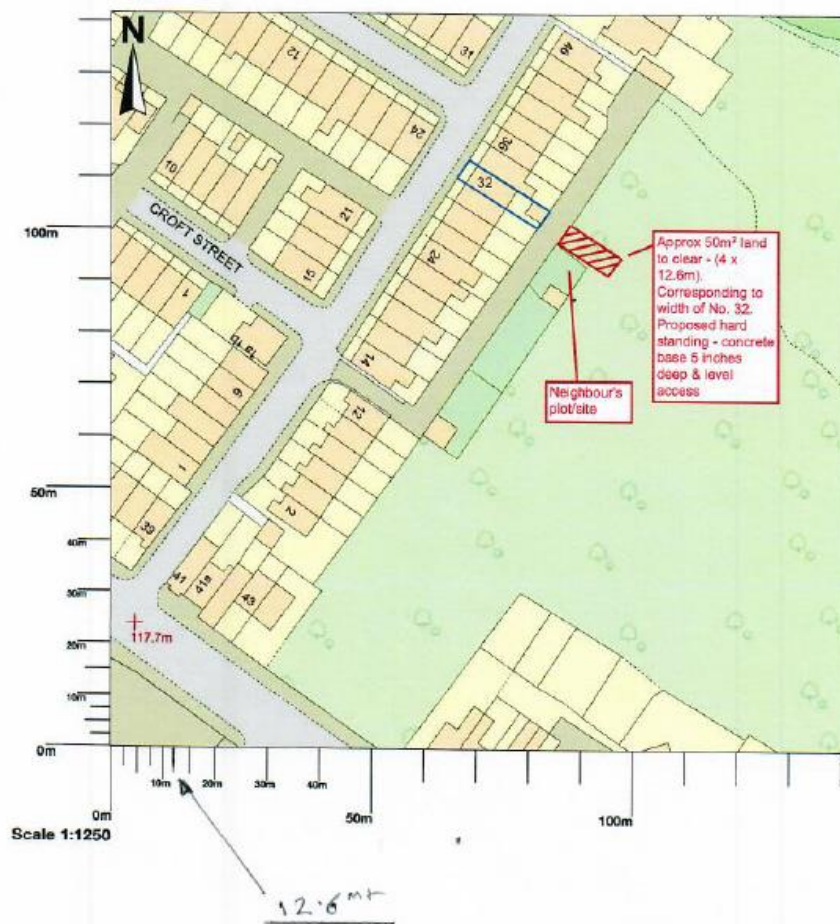 N
12
31
46
24
36
10
32
21
CROFT STREET
15
24
1
1a 1b
14
6
12
1
2
39
41
41a
43
117.7m
100m
50m
40m
30m
20m
10m
0m
Approx 50m² land
to clear - (4 x
12.6m).
Corresponding to
width of No. 32.
Proposed hard
standing - concrete
base 5 inches
deep & level
access
Neighbour's
plot/site
10m 20m 30m 40m
0m 50m 100m
Scale 1:1250
12.6 mt